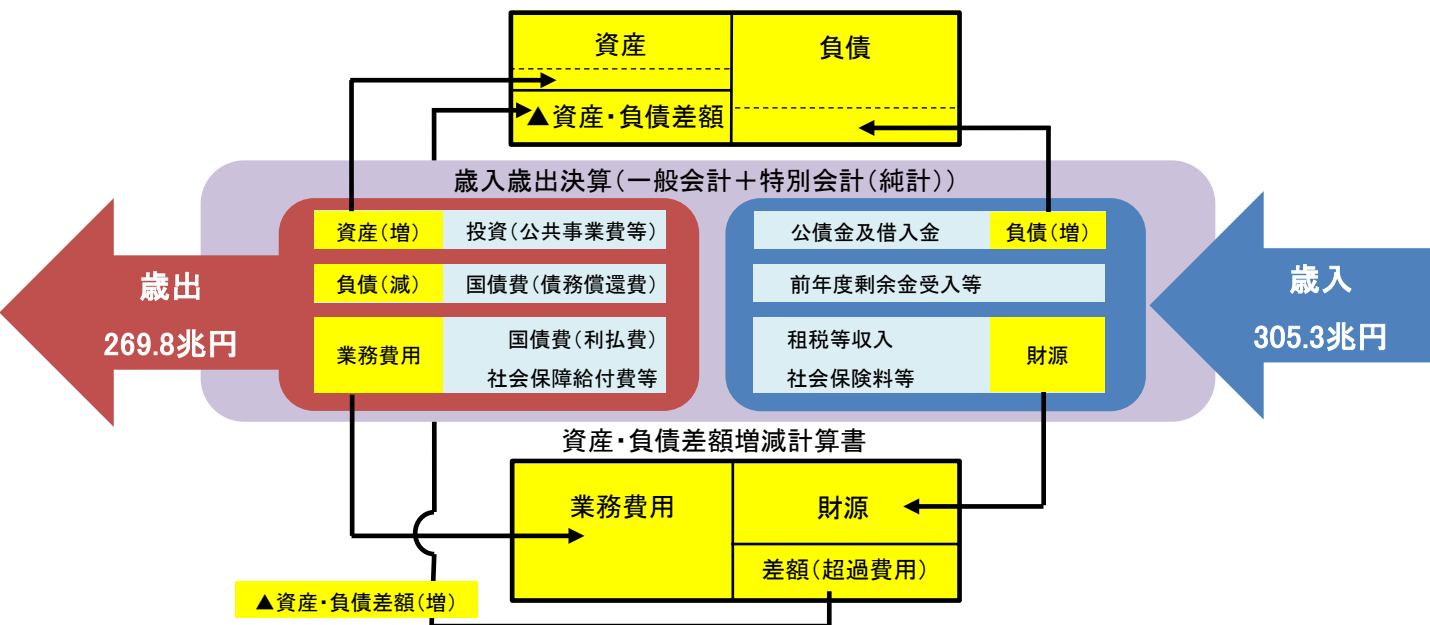 資産
負債
▲資産・負債差額
歳入歳出決算(一般会計+特別会計(純計))
歳出
269.8兆円
資産(増)
投資(公共事業費等)
負債(減)
国債費(債務償還費)
業務費用
国債費(利払費)
社会保障給付費等
公債金及借入金
負債(増)
前年度剰余金受入等
租税等収入
社会保険料等
財源
歳入
305.3兆円
資産・負債差額増減計算書
業務費用
財源
差額(超過費用)
▲資産・負債差額(増)